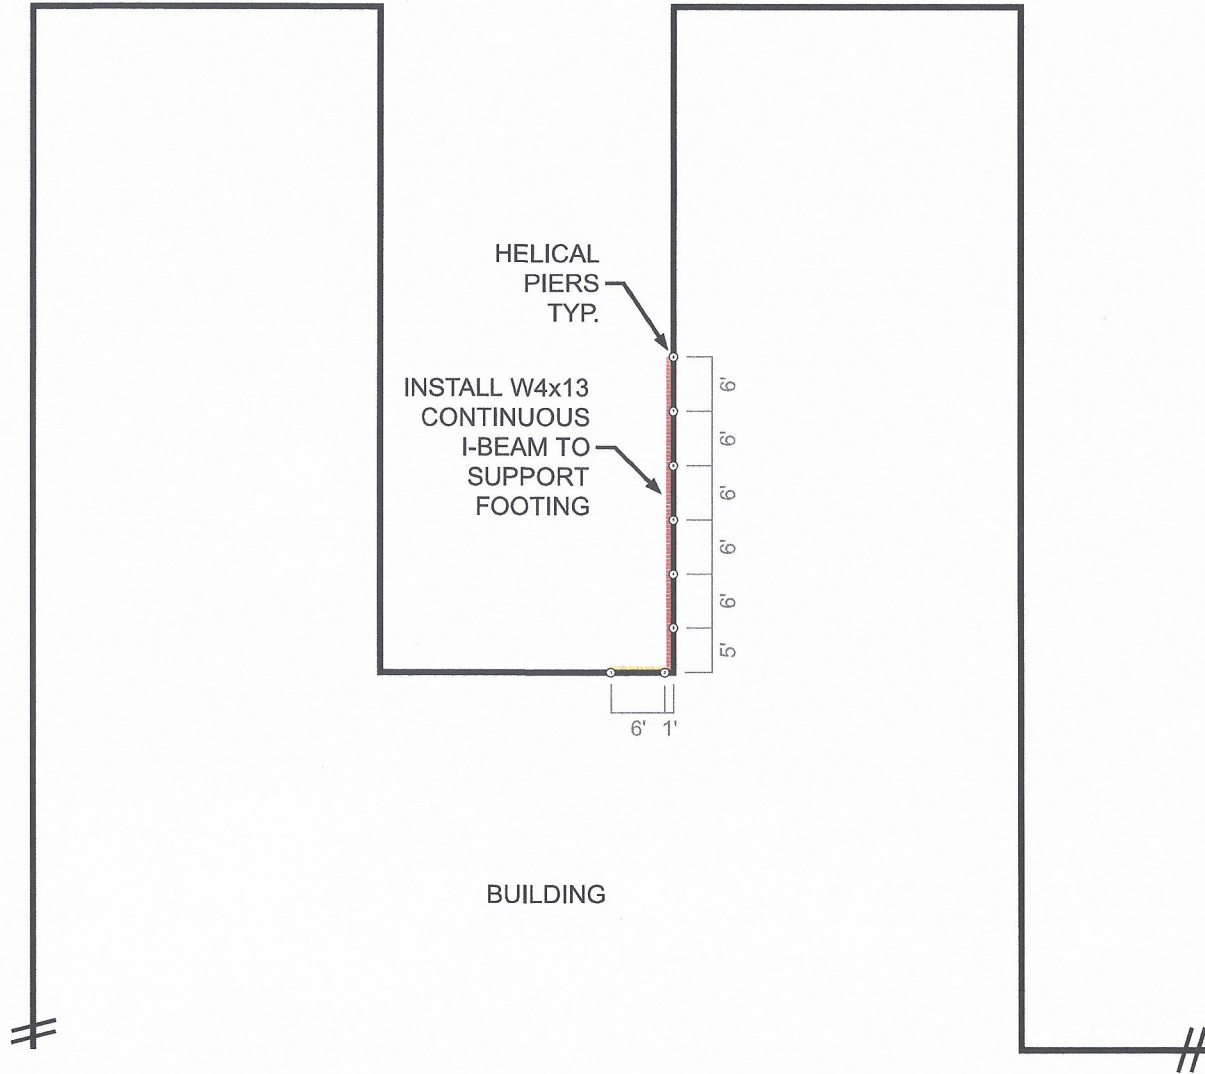 HELICAL
PIERS
TYP.
INSTALL W4x13
CONTINUOUS
I-BEAM TO
SUPPORT
FOOTING
6'
6'
6'
6'
6'
5'
6' 1'
BUILDING